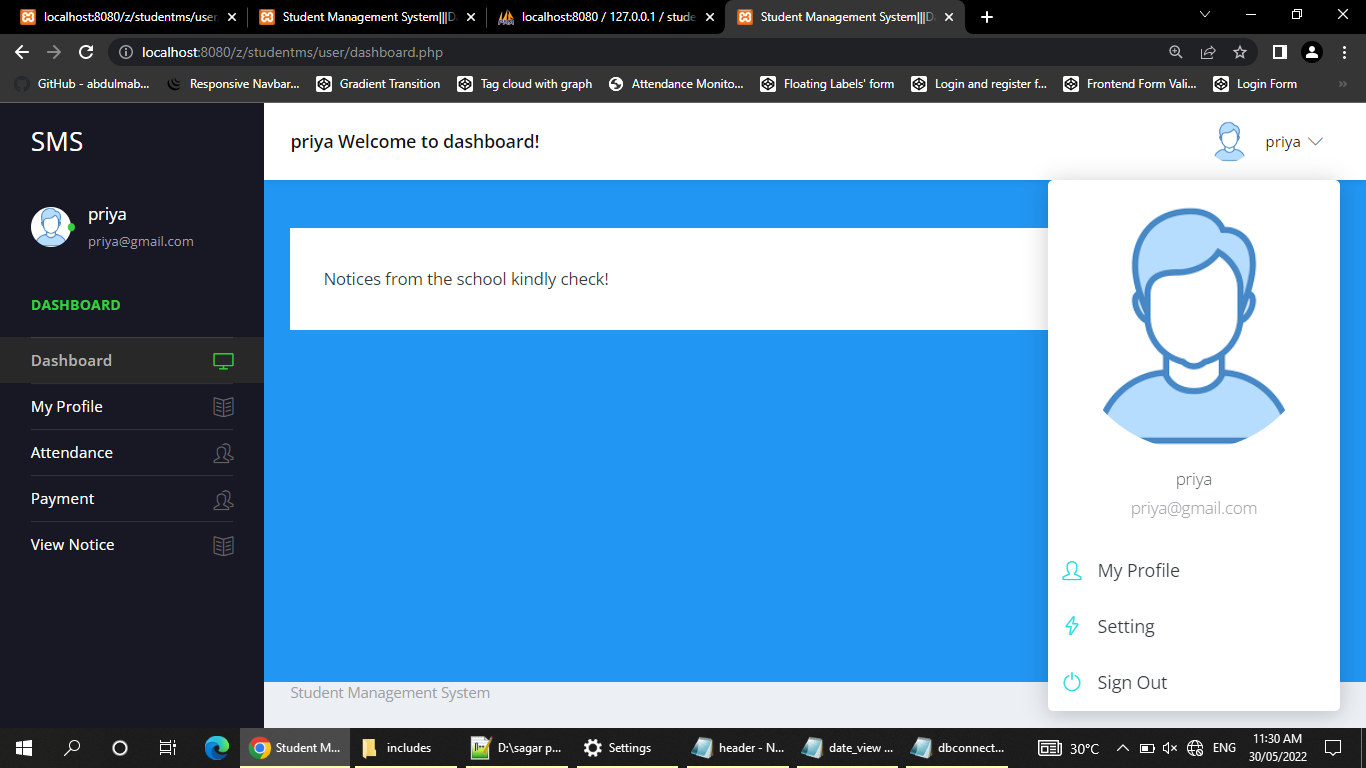 localhost:8080/z/studentms/user
Student Management System|||D
localhost:8080 / 127.0.0.1 / stude
Student Management System|||D
localhost:8080/z/studentms/user/dashboard.php
GitHub - abdulmab...
Responsive Navbar...
Gradient Transition
Tag cloud with graph
Attendance Monito...
Floating Labels' form
Login and register f...
Frontend Form Vali...
Login Form
SMS
priya Welcome to dashboard!
priya
priya
priya@gmail.com
Notices from the school kindly check!
DASHBOARD
Dashboard
My Profile
Attendance
Payment
View Notice
priya
priya@gmail.com
My Profile
Setting
Sign Out
Student Management System
Student M...
includes
D:\sagar p...
Settings
header - N...
date_view ...
dbconnect...
30°C
ENG
11:30 AM
30/05/2022